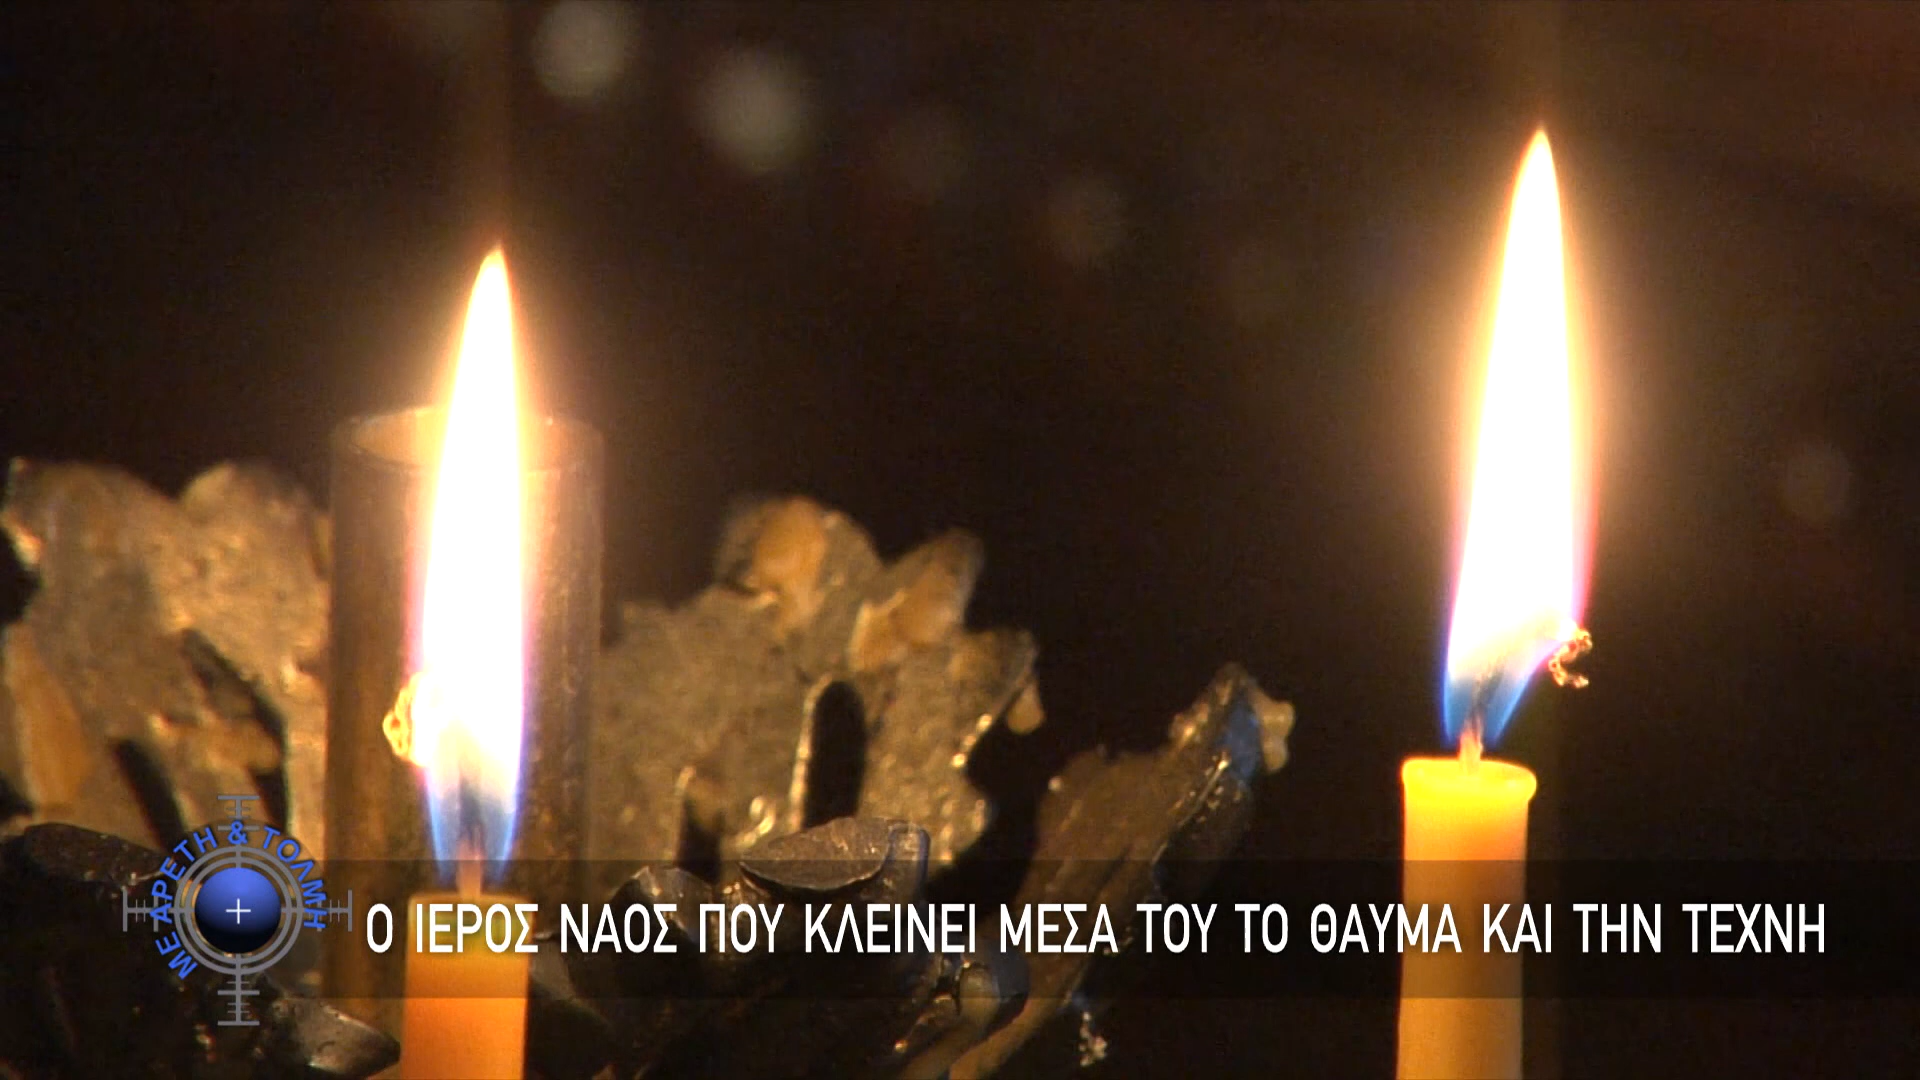 ΜΕ ΑΡΕΤΗ & ΤΟΛΜΗ
Ο ΙΕΡΟΣ ΝΑΟΣ ΠΟΥ ΚΛΕΙΝΕΙ ΜΕΣΑ ΤΟΥ ΤΟ ΘΑΥΜΑ ΚΑΙ ΤΗΝ ΤΕΧΝΗ